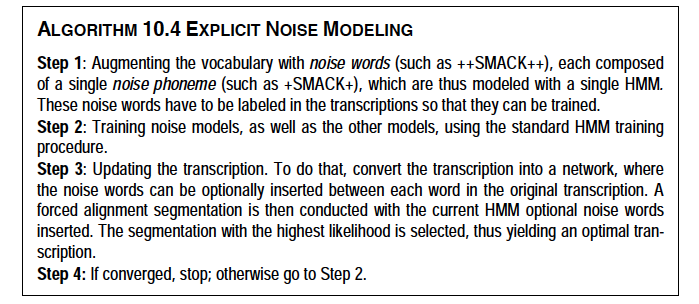 ALGORITHM 10.4 EXPLICIT NOISE MODELING
Step 1: Augmenting the vocabulary with noise words (such as ++SMACK++), each composed
of a single noise phoneme (such as +SMACK+), which are thus modeled with a single HMM.
These noise words have to be labeled in the transcriptions so that they can be trained.
Step 2: Training noise models, as well as the other models, using the standard HMM training
procedure.
Step 3: Updating the transcription. To do that, convert the transcription into a network, where
the noise words can be optionally inserted between each word in the original transcription. A
forced alignment segmentation is then conducted with the current HMM optional noise words
inserted. The segmentation with the highest likelihood is selected, thus yielding an optimal tran-
scription.
Step 4: If converged, stop; otherwise go to Step 2.